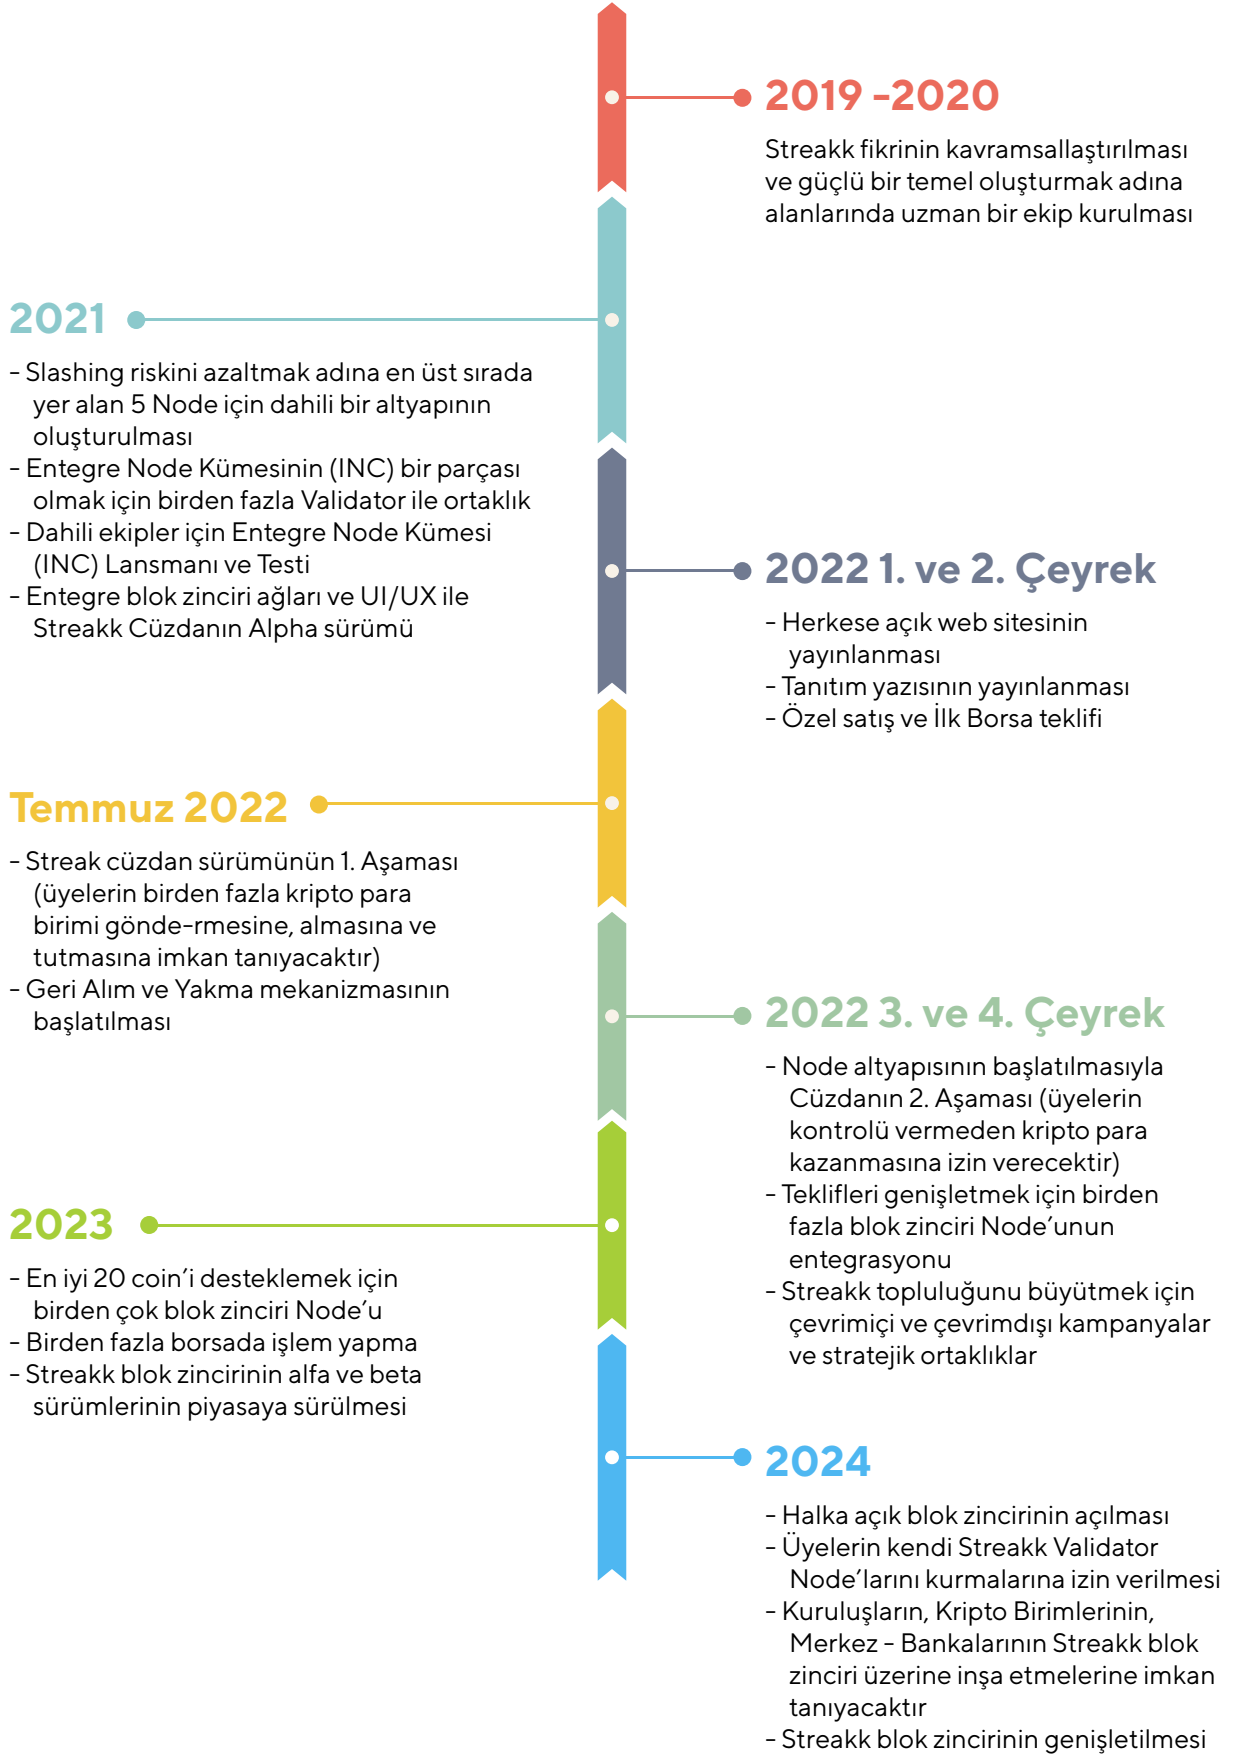 2019 -2020
Streakk fikrinin kavramsallaştırılması
ve güçlü bir temel oluşturmak adına
alanlarında uzman bir ekip kurulması
2021
- Slashing riskini azaltmak adına en üst sırada
yer alan 5 Node için dahili bir altyapının
oluşturulması
- Entegre Node Kümesinin (INC) bir parçası
olmak için birden fazla Validator ile ortaklık
- Dahili ekipler için Entegre Node Kümesi
(INC) Lansmanı ve Testi
- Entegre blok zinciri ağları ve UI/UX ile
Streakk Cüzdanın Alpha sürümü
2022 1. ve 2. Çeyrek
- Herkese açık web sitesinin
yayınlanması
- Tanıtım yazısının yayınlanması
- Özel satış ve İlk Borsa teklifi
Temmuz 2022
- Streak cüzdan sürümünün 1. Aşaması
(üyelerin birden fazla kripto para
birimi gönde-rmesine, almasına ve
tutmasına imkan tanıyacaktır)
- Geri Alım ve Yakma mekanizmasının
başlatılması
2022 3. ve 4. Çeyrek
- Node altyapısının başlatılmasıyla
Cüzdanın 2. Aşaması (üyelerin
kontrolü vermeden kripto para
kazanmasına izin verecektir)
- Teklifleri genişletmek için birden
fazla blok zinciri Node’unun
entegrasyonu
- Streakk topluluğunu büyütmek için
çevrimiçi ve çevrimdışı kampanyalar
ve stratejik ortaklıklar
2023
- En iyi 20 coin’i desteklemek için
birden çok blok zinciri Node’u
- Birden fazla borsada işlem yapma
- Streakk blok zincirinin alfa ve beta
sürümlerinin piyasaya sürülmesi
2024
- Halka açık blok zincirinin açılması
- Üyelerin kendi Streakk Validator
Node’larını kurmalarına izin verilmesi
- Kuruluşların, Kripto Birimlerinin,
Merkez - Bankalarının Streakk blok
zinciri üzerine inşa etmelerine imkan
tanıyacaktır
- Streakk blok zincirinin genişletilmesi